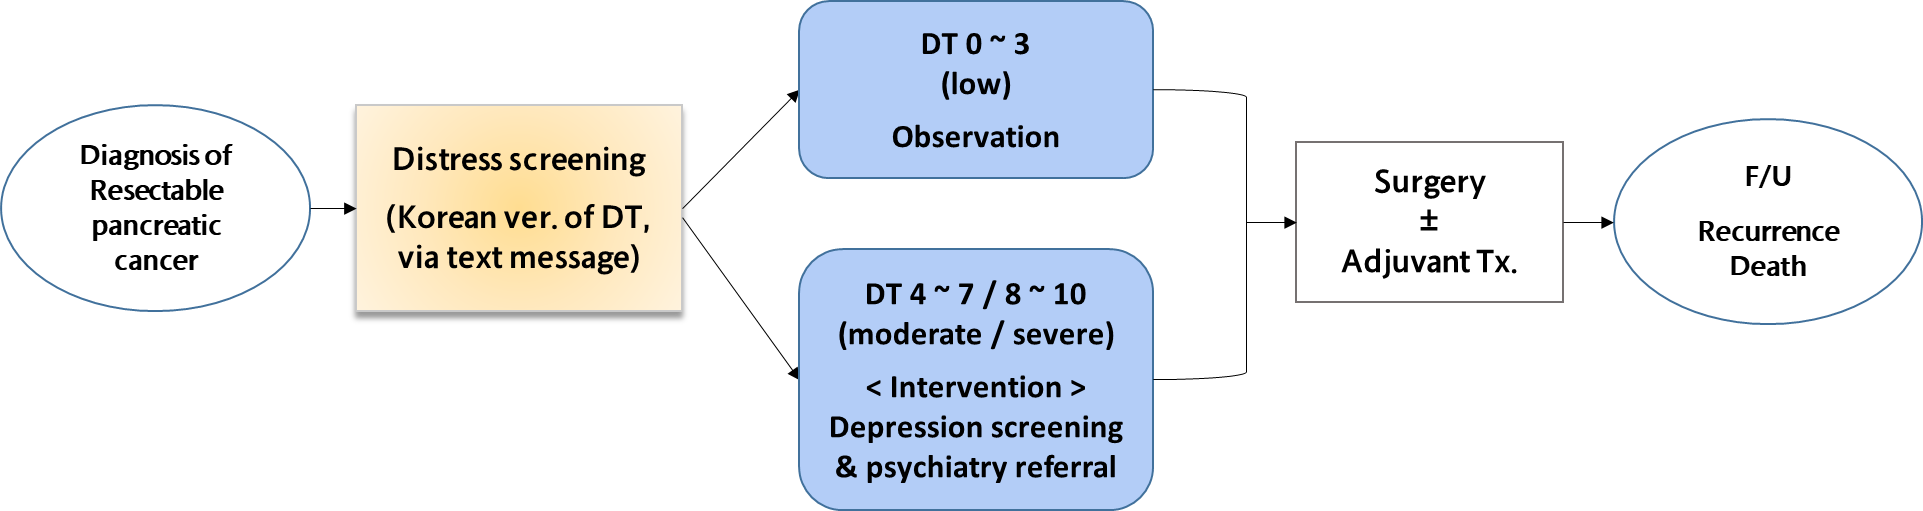 Diagnosis of
Resectable
pancreatic
cancer
Distress screening
(Korean ver. of DT,
via text message)
DT 0 ~ 3
(low)
Observation
DT 4 ~ 7 / 8 ~ 10
(moderate / severe)
< Intervention >
Depression screening
& psychiatry referral
Surgery
±
Adjuvant Tx.
F/U
Recurrence
Death